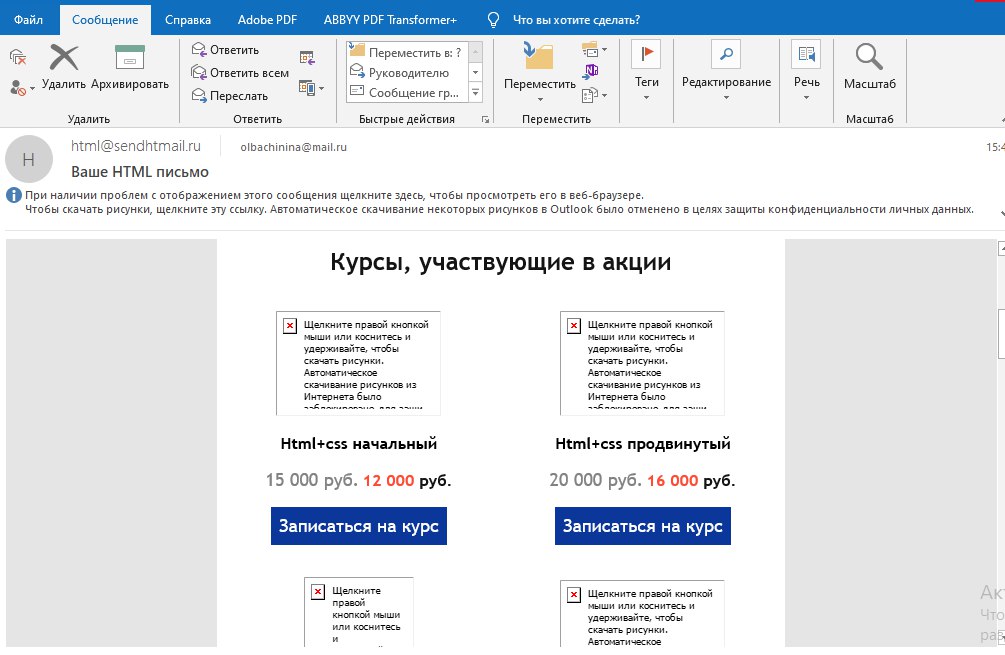 Файл Сообщение Справка Adobe PDF ABBYY PDF Transformer+ Что вы хотите сделать?
Удалить Архивировать
Удалить
Ответить
Ответить всем
Переслать
Ответить
Переместить в: ?
Руководителю
Сообщение гр...
Быстрые действия
Переместить
Переместить
Теги
Редактирование
Речь
Масштаб
Масштаб
H
html@sendhtmail.ru olbachinina@mail.ru 15:4
Ваше HTML письмо
При наличии проблем с отображением этого сообщения щелкните здесь, чтобы просмотреть его в веб-браузере.
Чтобы скачать рисунки, щелкните эту ссылку. Автоматическое скачивание некоторых рисунков в Outlook было отменено в целях защиты конфиденциальности личных данных.
Курсы, участвующие в акции
Щелкните правой кнопкой
мыши или коснитесь и
удерживайте, чтобы
скачать рисунки.
Автоматическое
скачивание рисунков из
Интернета было
заблокировано для защи
Html+css начальный
15 000 руб. 12 000 руб.
Записаться на курс
Щелкните правой кнопкой
мыши или коснитесь и
удерживайте, чтобы
скачать рисунки.
Автоматическое
скачивание рисунков из
Интернета было
заблокировано для защи
Html+css продвинутый
20 000 руб. 16 000 руб.
Записаться на курс
Щелкните
правой
кнопкой мыши
или коснитесь
и
Щелкните правой кнопкой
мыши или коснитесь и
удерживайте, чтобы
скачать рисунки.
Автоматическое
Ак
Что
раз